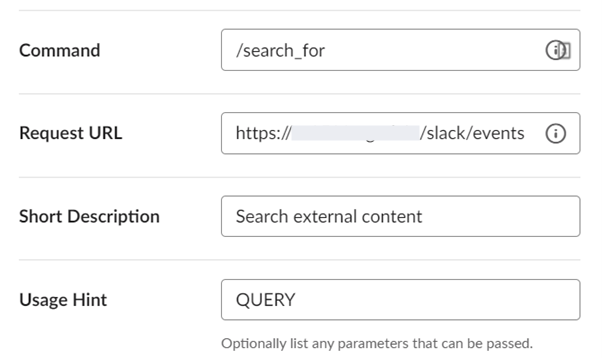 Command /search_for
Request URL https:// /slack/events
Short Description Search external content
Usage Hint QUERY
Optionally list any parameters that can be passed.